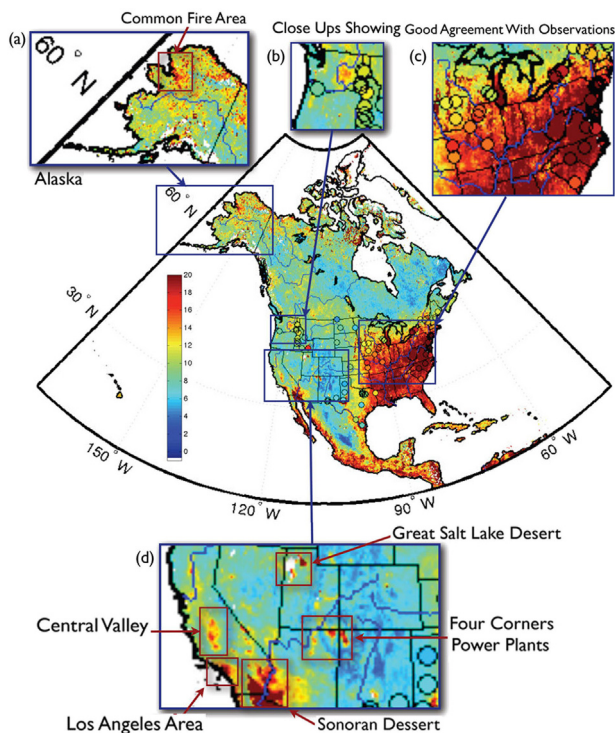 Common Fire Area
Close Ups Showing Good Agreement With Observations
(a)
(b)
(c)
60 N
Alaska
60 ° N
30 ° N
20
18
16
14
12
10
8
6
4
2
0
150 ° W
120 ° W
90 ° W
60 ° W
Great Salt Lake Desert
(d)
Central Valley
Four Corners
Power Plants
Los Angeles Area
Sonoran Dessert